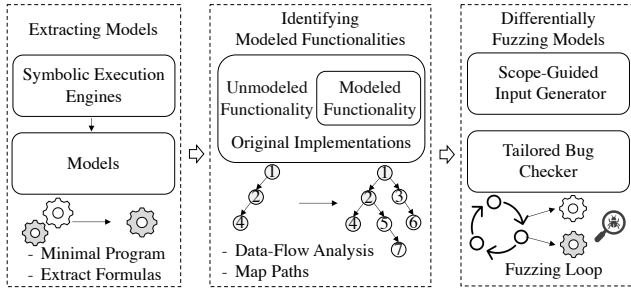 Extracting Models
Symbolic Execution
Engines
Models
- Minimal Program
- Extract Formulas
Identifying
Modeled Functionalities
Unmodeled
Functionality
Modeled
Functionality
Original Implementations
1
2
4
1
2
3
4
5
6
7
- Data-Flow Analysis
- Map Paths
Differentially
Fuzzing Models
Scope-Guided
Input Generator
Tailored Bug
Checker
Fuzzing Loop